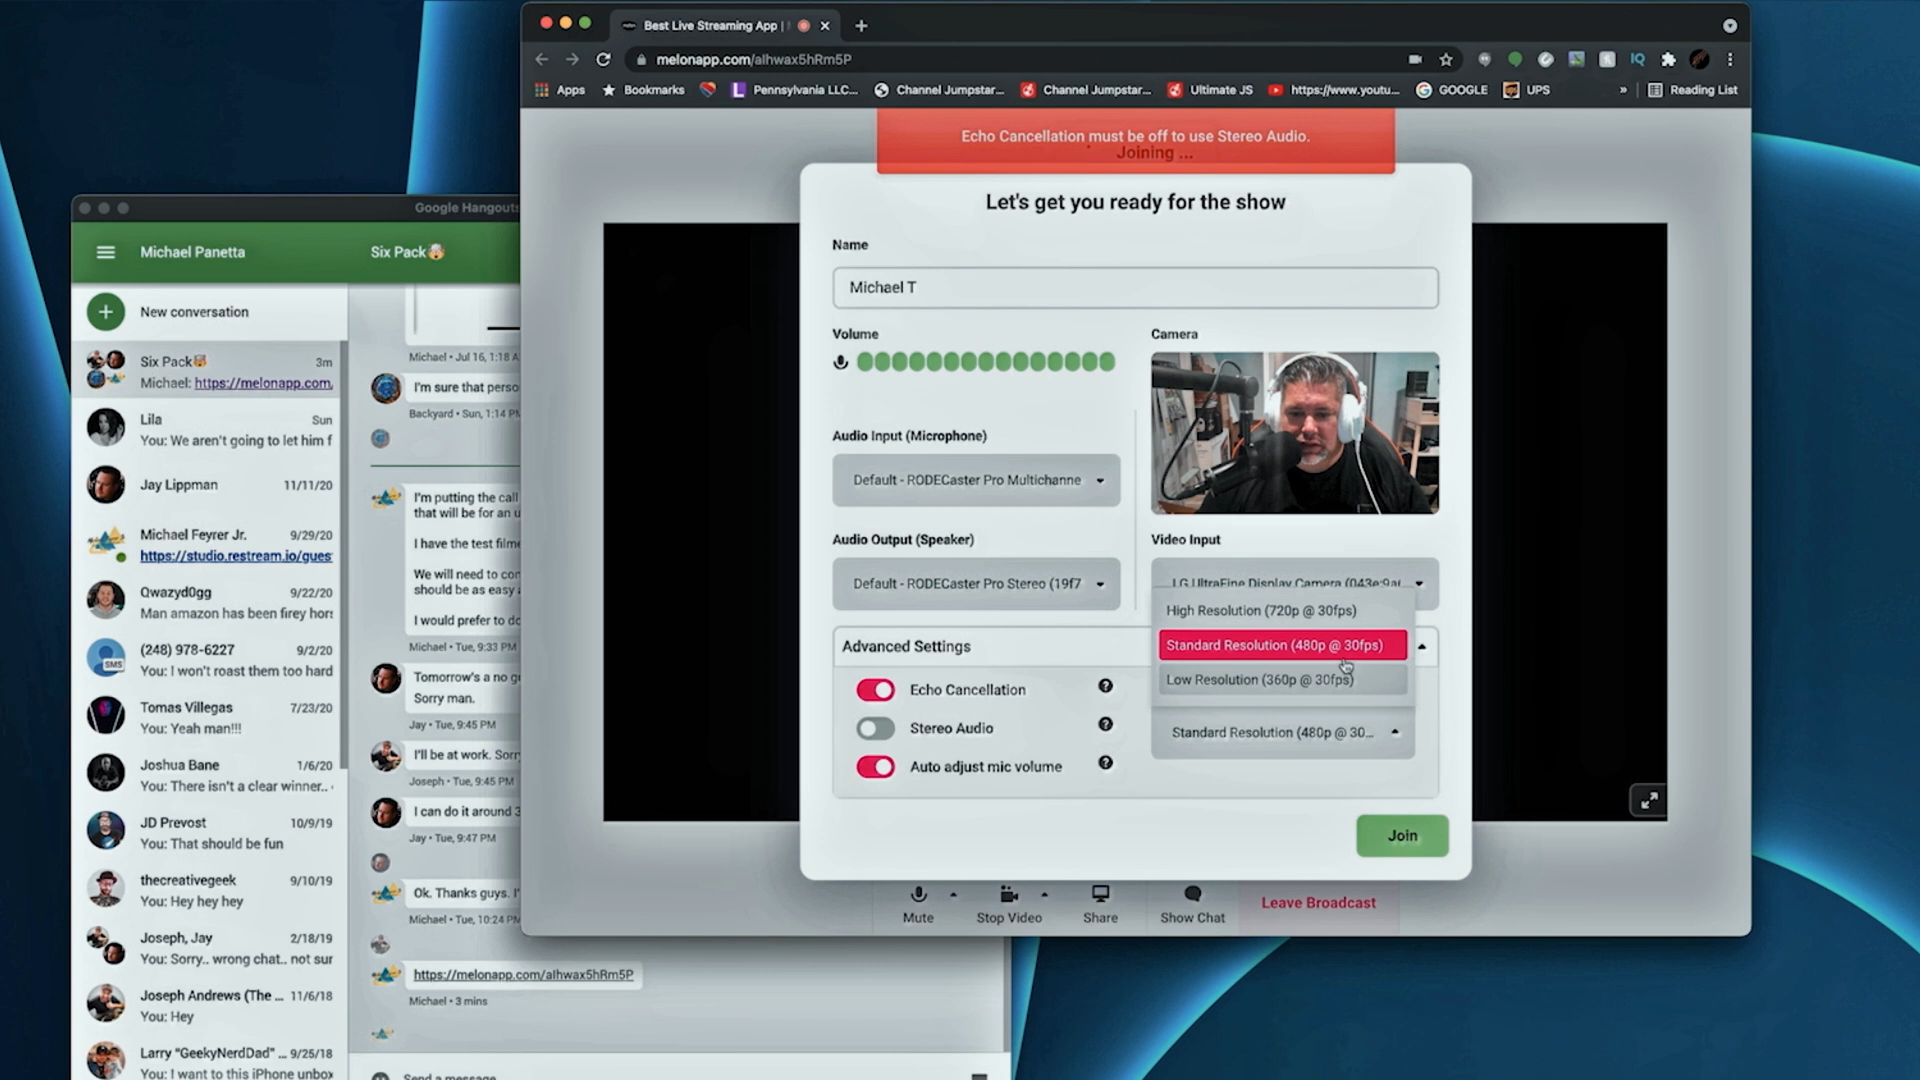 Best Live Streaming App |
melonapp.com/alhwax5hRm5P
Apps
Bookmarks
Pennsylvania LLC...
Channel Jumpstar...
Channel Jumpstar...
Ultimate JS
https://www.youtu...
GOOGLE
UPS
»
Reading List
Echo Cancellation must be off to use Stereo Audio.
Joining ...
Let's get you ready for the show
Name
Michael T
Volume
Camera
Audio Input (Microphone)
Default - RODECaster Pro Multichanne
Audio Output (Speaker)
Default - RODECaster Pro Stereo (19f7
Video Input
LG UltraFine Display Camera (043e:9a
High Resolution (720p @ 30fps)
Standard Resolution (480p @ 30fps)
Low Resolution (360p @ 30fps)
Standard Resolution (480p @ 30...
Advanced Settings
Echo Cancellation
Stereo Audio
Auto adjust mic volume
Join
Mute
Stop Video
Share
Show Chat
Leave Broadcast
Google Hangouts
Michael Panetta
Six Pack🤯
New conversation
Six Pack🤯 3m
Michael: https://melonapp.com.
Lila Sun
You: We aren't going to let him f
Jay Lippman 11/11/20
Michael Feyrer Jr. 9/29/20
https://studio.restream.io/gues
Qwazyd0gg 9/22/20
Man amazon has been firey hors
SMS
(248) 978-6227 9/2/20
You: I won't roast them too hard
Tomas Villegas 7/23/20
You: Yeah man!!!
Joshua Bane 1/6/20
You: There isn't a clear winner..
JD Prevost 10/9/19
You: That should be fun
thecreativegeek 9/10/19
You: Hey hey hey
Joseph, Jay 2/18/19
You: Sorry.. wrong chat.. not sur
Joseph Andrews (The ... 11/6/18
You: Hey
Larry "GeekyNerdDad" ... 9/25/18
You: I want to this iPhone unbox
Michael • Jul 16, 1:18 A
I'm sure that perso
Backyard • Sun, 1:14 PM
I'm putting the call
that will be for an u
I have the test filme
We will need to con
should be as easy a
I would prefer to do
Michael • Tue, 9:33 PM
Tomorrow's a no g
Sorry man.
Jay • Tue, 9:45 PM
I'll be at work. Sorry
Joseph • Tue, 9:45 PM
I can do it around 3
Jay • Tue, 9:47 PM
Ok. Thanks guys. I'
Michael • Tue, 10:24 PM
https://melonapp.com/alhwax5hRm5P
Michael • 3 mins
Send a message